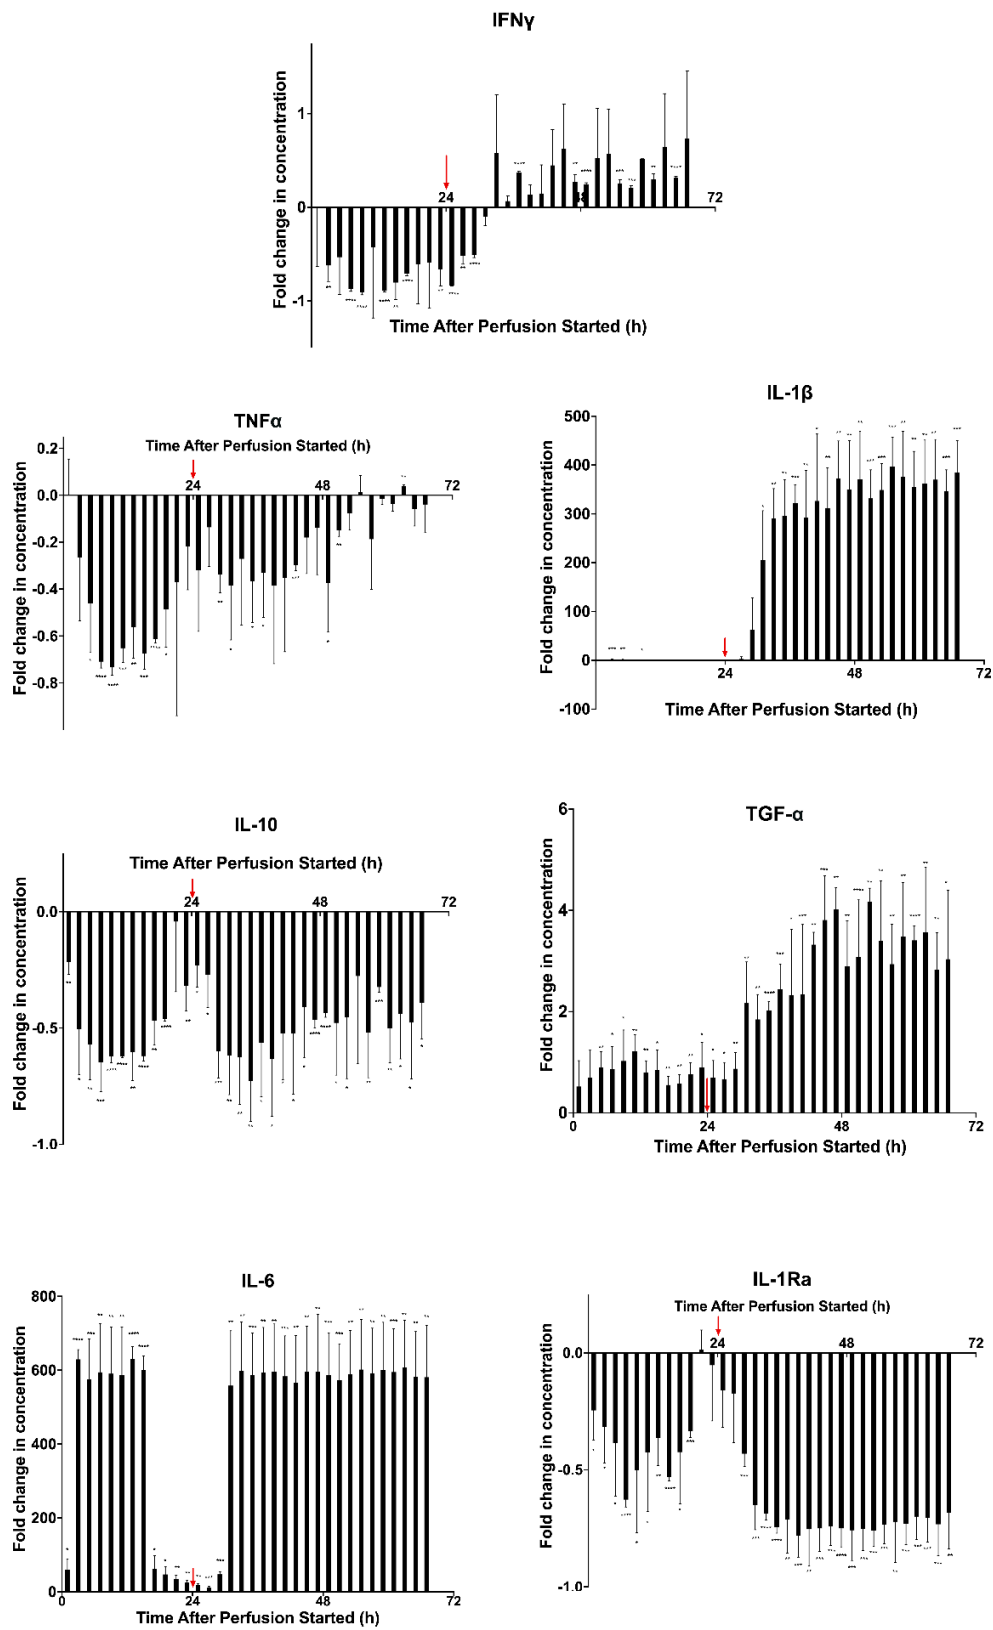 IFNγ
Fold change in concentration
1
0
-1
24
48
72
Time After Perfusion Started (h)
TNFα
Time After Perfusion Started (h)
Fold change in concentration
0.2
0.0
-0.2
-0.4
-0.6
-0.8
24
48
72
IL-1β
Fold change in concentration
500
400
300
200
100
0
-100
24
48
72
Time After Perfusion Started (h)
IL-10
Time After Perfusion Started (h)
Fold change in concentration
0.0
-0.5
-1.0
24
48
72
TGF-α
Fold change in concentration
6
4
2
0
0
24
48
72
Time After Perfusion Started (h)
IL-6
Fold change in concentration
800
600
400
200
0
0
24
48
72
Time After Perfusion Started (h)
IL-1Ra
Time After Perfusion Started (h)
Fold change in concentration
0.0
-0.5
-1.0
24
48
72